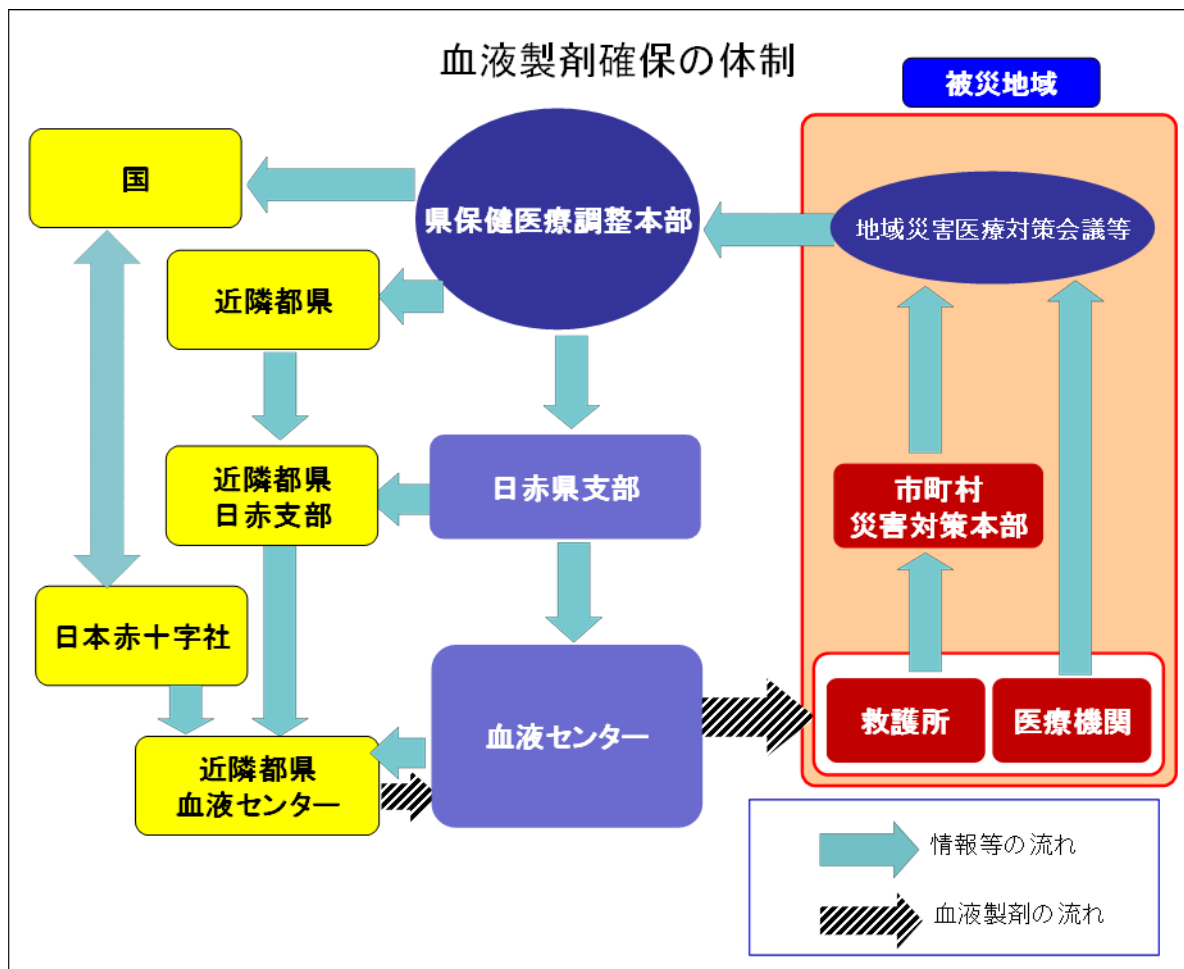 血液製剤確保の体制
被災地域
国
県保健医療調整本部
地域災害医療対策会議等
近隣都県
近隣都県
日赤支部
日赤県支部
市町村
災害対策本部
日本赤十字社
血液センター
救護所
医療機関
近隣都県
血液センター
情報等の流れ
血液製剤の流れ